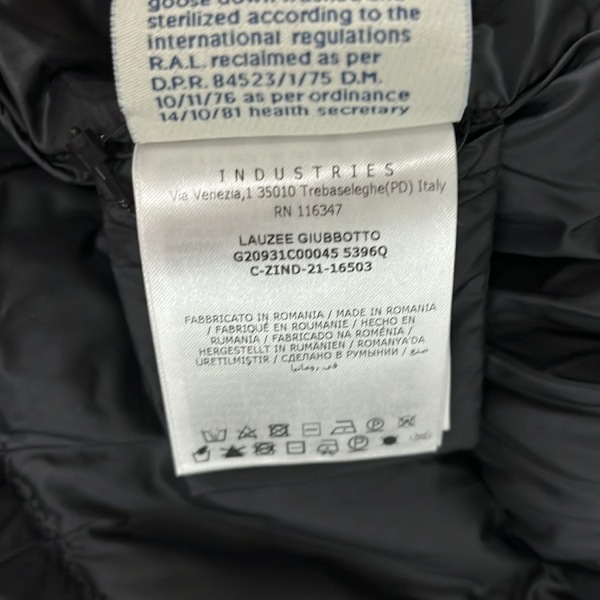 goose down washed and
sterilized according to the
international regulations
R.A.L. reclaimed as per
D.P.R. 84523/1/75 D.M.
10/11/76 as per ordinance
14/10/81 health secretary
INDUSTRIES
Via Venezia,1 35010 Trebaseleghe(PD) Italy
RN 116347
LAUZEE GIUBBOTTO
G20931C00045 5396Q
C-ZIND-21-16503
FABBRICATO IN ROMANIA / MADE IN ROMANIA
/ FABRIQUÉ EN ROUMANIE / HECHO EN
RUMANIA / FABRICADO NA ROMÉNIA /
HERGESTELLT IN RUMÄNIEN / ROMANYA'DA
ÜRETILMIŞTIR / СДЕЛАНО В РУМЫНИИ / صنع
في رومانيا